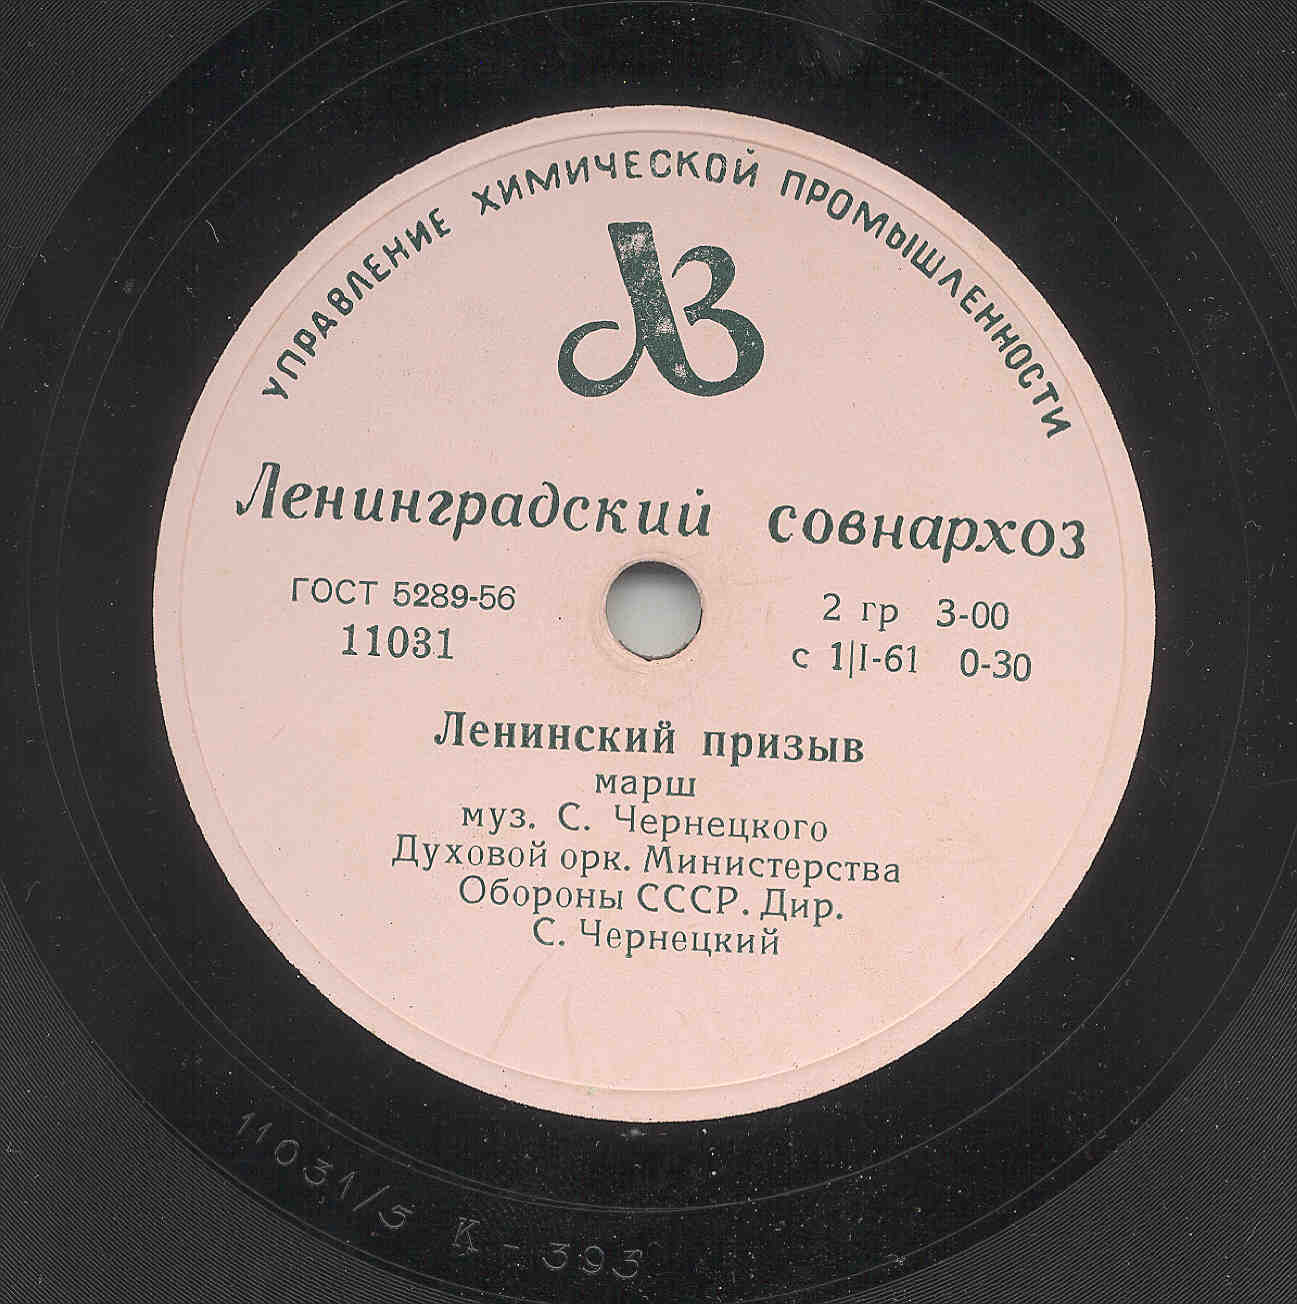 УПРАВЛЕНИЕ ХИМИЧЕСКОЙ ПРОМЫШЛЕННОСТИ
ЛЗ
Ленинградский совнархоз
ГОСТ 5289-56 2 гр 3-00
11031 с 1|I-61 0-30
Ленинский призыв
марш
муз. С. Чернецкого
Духовой орк. Министерства
Обороны СССР. Дир.
С. Чернецкий
11031/5 K-393